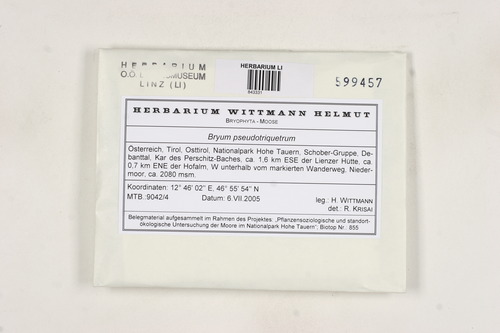 HERBARIUM
O.Ö. L MUSEUM
LINZ (LI)
HERBARIUM LI
599457
HERBARIUM WITTMANN HELMUT
BRYOPHYTA - MOOSE
Bryum pseudotriquetrum
Österreich, Tirol, Osttirol, Nationalpark Hohe Tauern, Schober-Gruppe, De-
banttal, Kar des Perschitz-Baches, ca. 1,6 km ESE der Lienzer Hütte, ca.
0,7 km ENE der Hofalm, W unterhalb vom markierten Wanderweg. Nieder-
moor, ca. 2080 msm.
Koordinaten: 12° 46' 02'' E, 46° 55' 54'' N
leg.: H. WITTMANN
MTB.:9042/4 Datum: 6.VII.2005
det.: R. KRISAI
Belegmaterial aufgesammelt im Rahmen des Projektes: „Pflanzensoziologische und standort-
ökologische Untersuchung der Moore im Nationalpark Hohe Tauern"; Biotop Nr.: 855